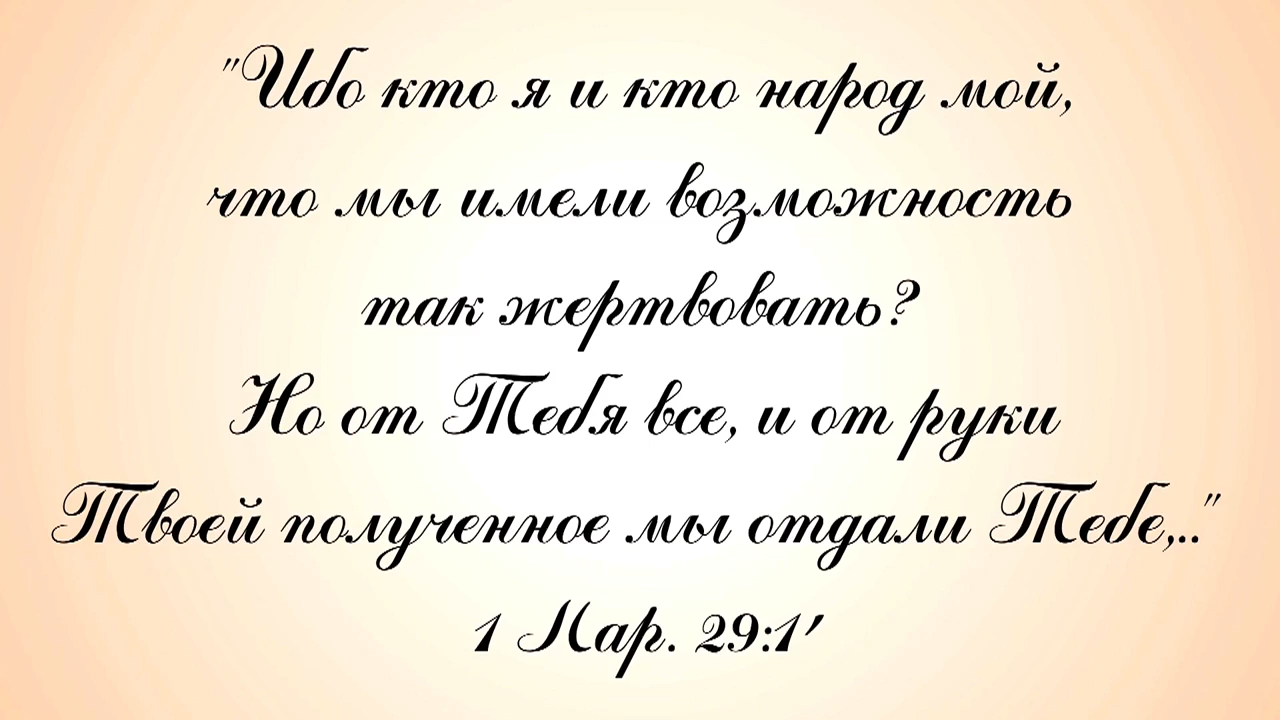 "Ибо кто я и кто народ мой,
что мы имели возможность
так жертвовать?
Но от Тебя все, и от руки
Твоей полученное мы отдали Тебе,.."
1 Пар. 29:1